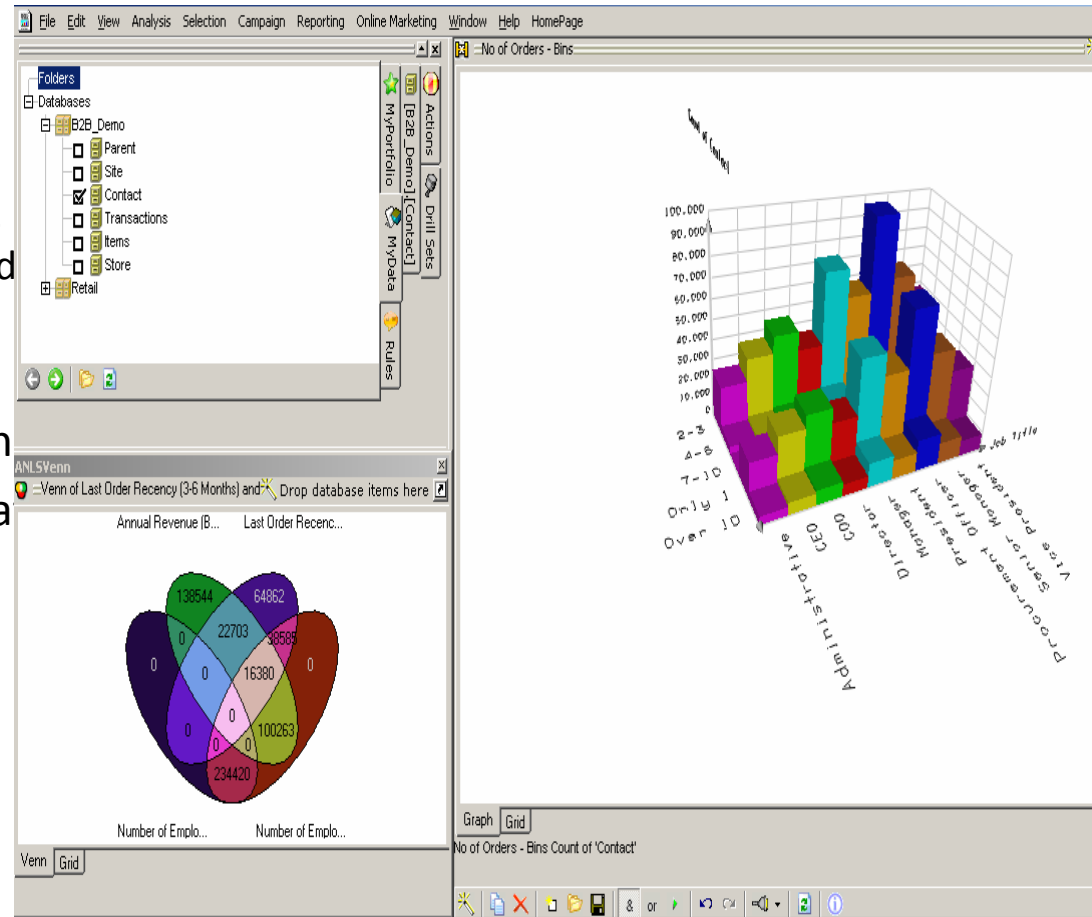 File Edit View Analysis Selection Campaign Reporting Online Marketing Window Help HomePage
Folders
Databases
B2B_Demo
Parent
Site
Contact
Transactions
Items
Store
Retail
MyPortfolio
MyData
Rules
[B2B_Demo].[Contact]
Actions
Drill Sets
d
n
a
ANLSVenn
Venn of Last Order Recency (3-6 Months) and Drop database items here
Annual Revenue (B... Last Order Recenc...
138544 64862
0 22703 38585
0 0 16380 0
0 0 100263
0 0
234420
Number of Emplo... Number of Emplo...
Venn Grid
No of Orders - Bins
Count of Contact
100.000
90.000
80.000
70.000
60.000
50.000
40.000
30.000
20.000
10.000
0
2-3
4-6
7-10
Only 1
Over 10
Job Title
Administrative
CEO
COO
Director
Manager
President
Procurement Officer
Senior Manager
Vice President
Graph Grid
No of Orders - Bins Count of 'Contact'
& or